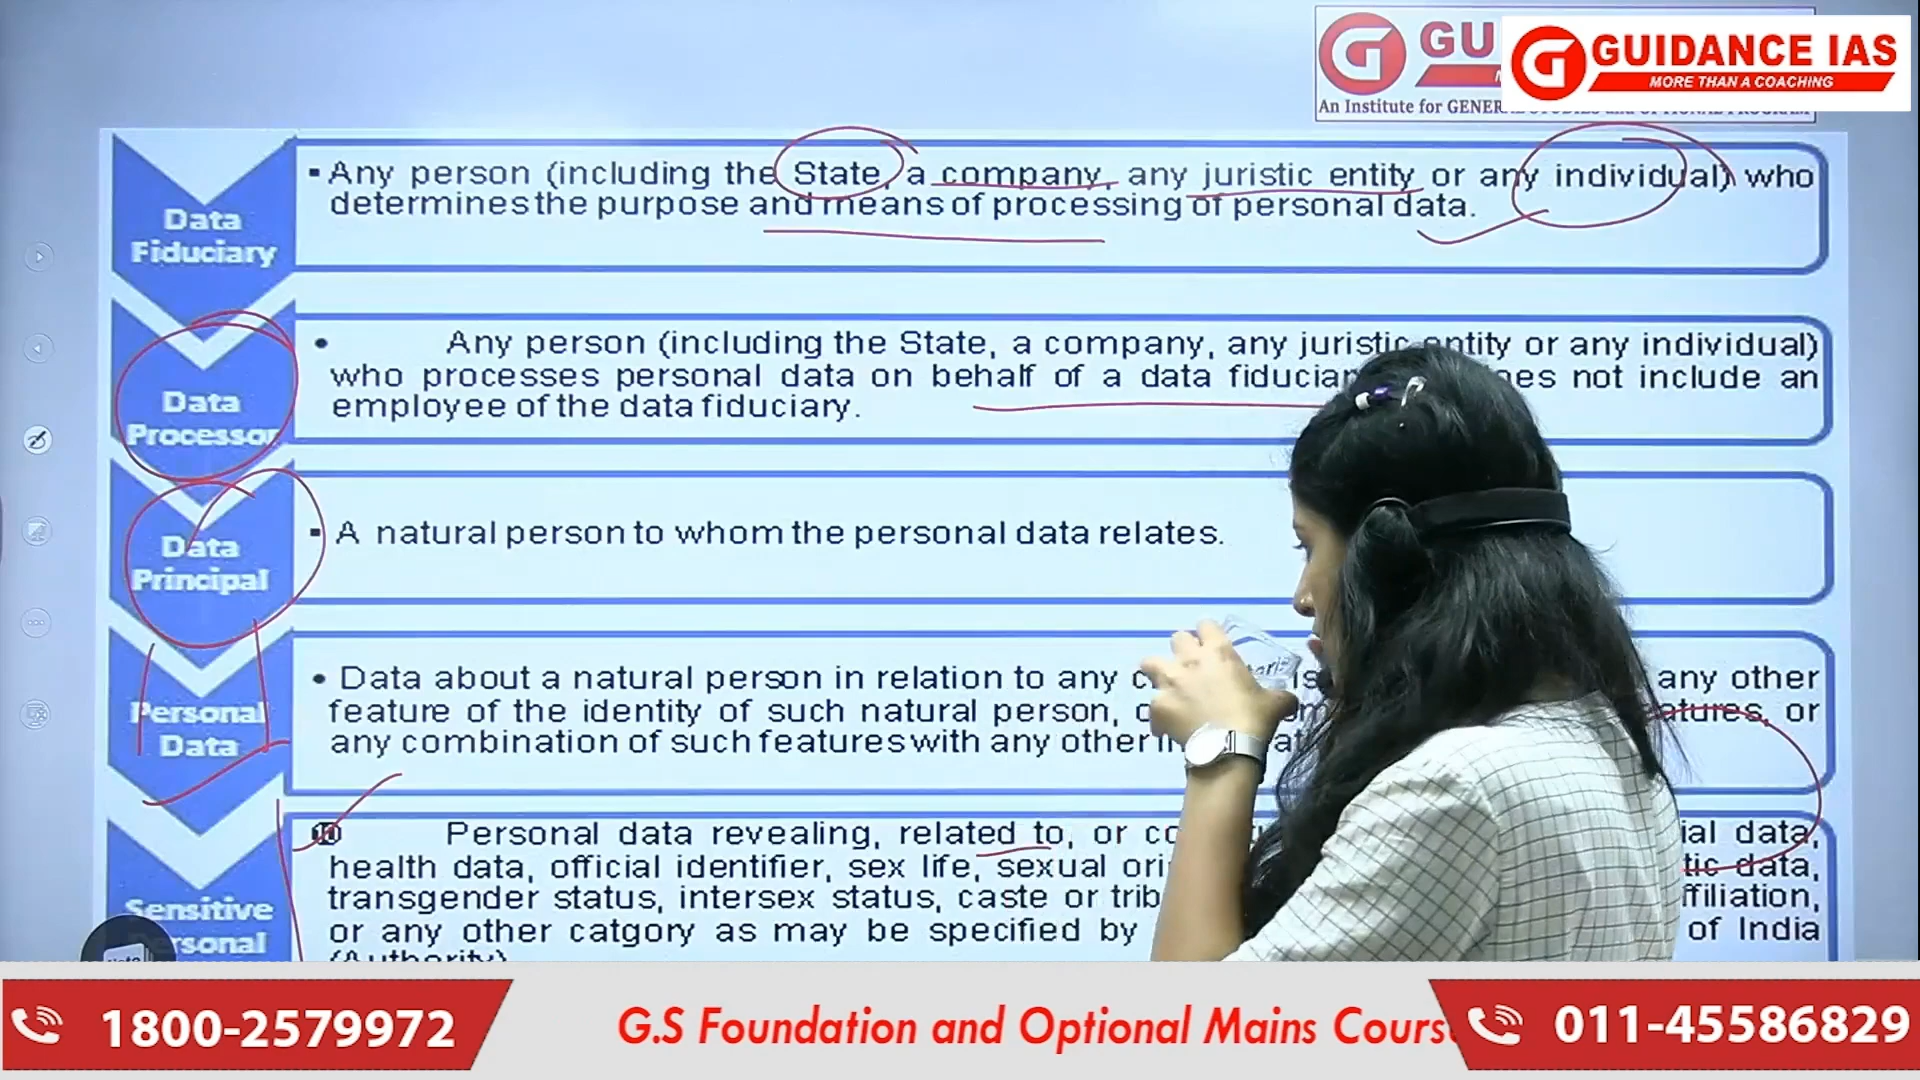 GU
An Institute for GENER
GUIDANCE IAS
MORE THAN A COACHING
Data
Fiduciary
▪ Any person (including the State, a company, any juristic entity or any individual) who
determines the purpose and means of processing of personal data.
Data
Processor
• Any person (including the State, a company, any juristic entity or any individual)
who processes personal data on behalf of a data fiduciar es not include an
employee of the data fiduciary.
Data
Principal
▪ A natural person to whom the personal data relates.
Personal
Data
• Data about a natural person in relation to any any other
feature of the identity of such natural person, or
any combination of such features with any other
Sensitive
Personal data revealing, related to, or data,
health data, official identifier, sex life, sexual data,
transgender status, intersex status, caste or
or any other catgory as may be specified by of India
(Authority)
1800-2579972
G.S Foundation and Optional Mains Cours
011-45586829